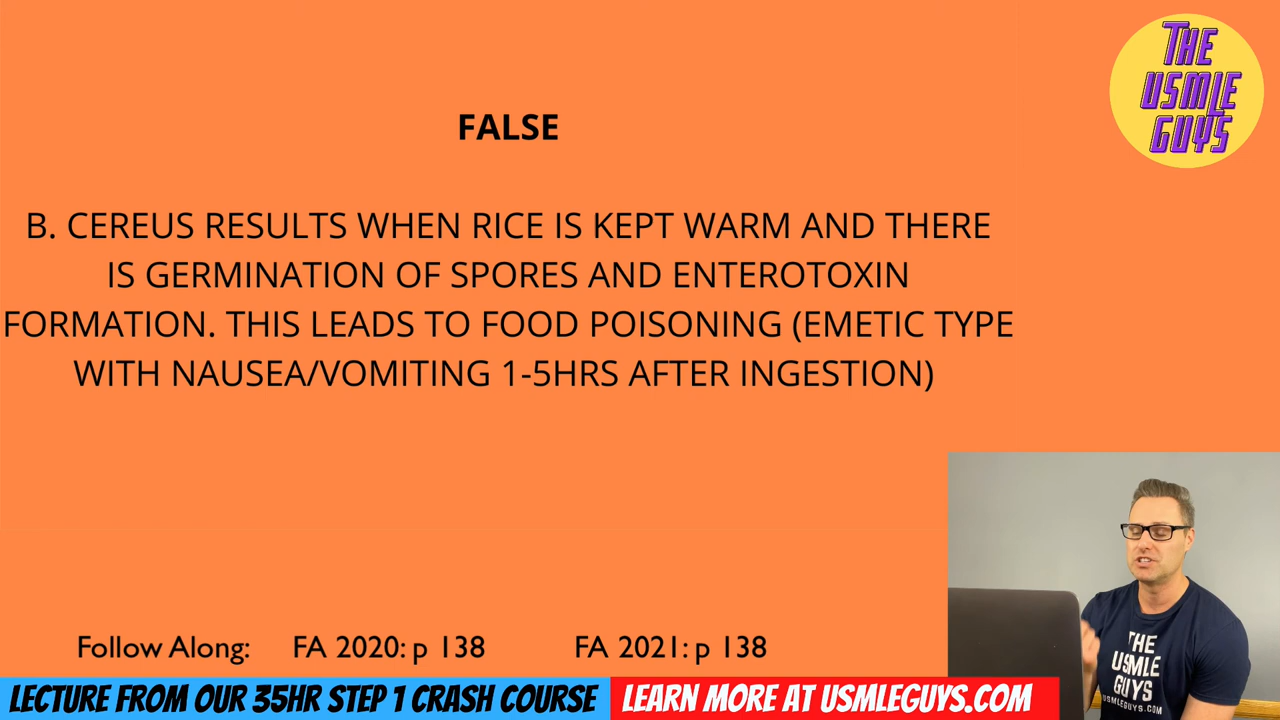 THE
USMLE
GUYS
FALSE
B. CEREUS RESULTS WHEN RICE IS KEPT WARM AND THERE
IS GERMINATION OF SPORES AND ENTEROTOXIN
FORMATION. THIS LEADS TO FOOD POISONING (EMETIC TYPE
WITH NAUSEA/VOMITING 1-5HRS AFTER INGESTION)
THE
USMLE
GUYS
USMLEGUYS.COM
Follow Along: FA 2020: p 138 FA 2021: p 138
LECTURE FROM OUR 35HR STEP 1 CRASH COURSE LEARN MORE AT USMLEGUYS.COM